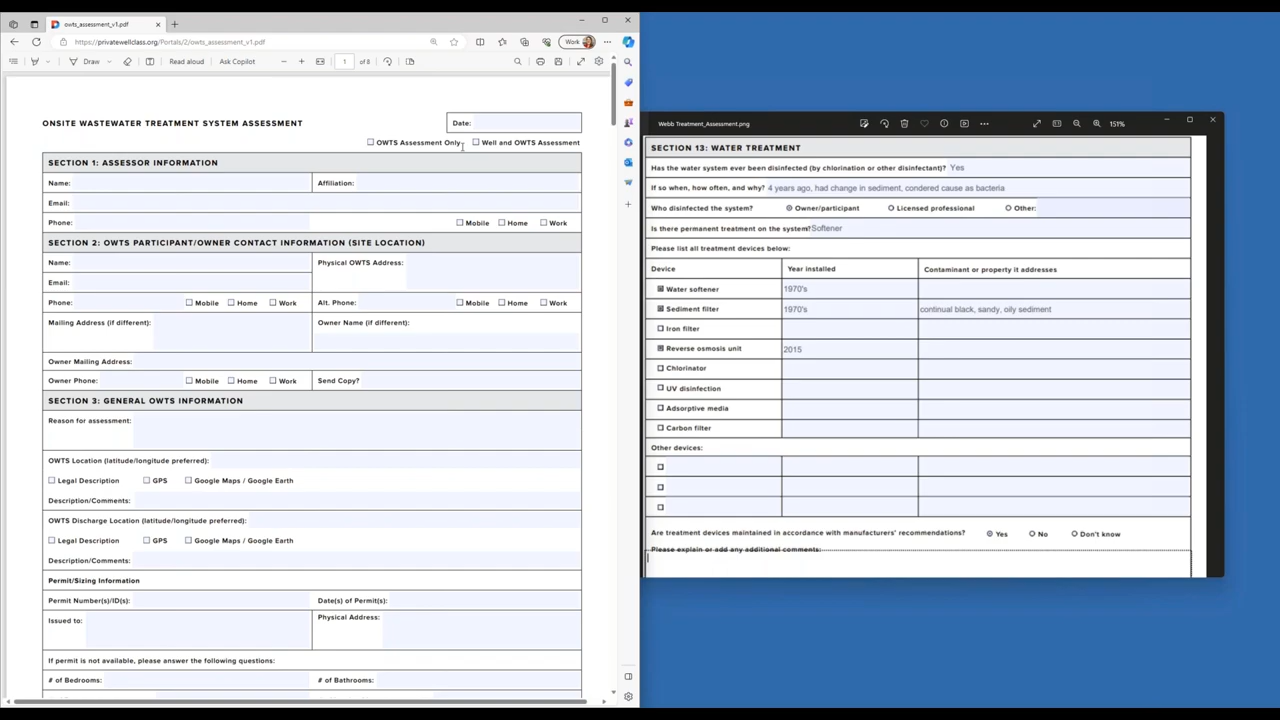 owts_assessment_v1.pdf
https://privatewellclass.org/Portals/2/owts_assessment_v1.pdf
Work
Draw
Read aloud
Ask Copilot
1 of 8
ONSITE WASTEWATER TREATMENT SYSTEM ASSESSMENT
Date:
OWTS Assessment Only
Well and OWTS Assessment
SECTION 1: ASSESSOR INFORMATION
Name:
Affiliation:
Email:
Phone:
Mobile Home Work
SECTION 2: OWTS PARTICIPANT/OWNER CONTACT INFORMATION (SITE LOCATION)
Name:
Physical OWTS Address:
Email:
Phone: Mobile Home Work
Alt. Phone: Mobile Home Work
Mailing Address (if different):
Owner Name (if different):
Owner Mailing Address:
Owner Phone: Mobile Home Work
Send Copy?
SECTION 3: GENERAL OWTS INFORMATION
Reason for assessment:
OWTS Location (latitude/longitude preferred):
Legal Description GPS Google Maps / Google Earth
Description/Comments:
OWTS Discharge Location (latitude/longitude preferred):
Legal Description GPS Google Maps / Google Earth
Description/Comments:
Permit/Sizing Information
Permit Number(s)/ID(s):
Date(s) of Permit(s):
Issued to:
Physical Address:
If permit is not available, please answer the following questions:
# of Bedrooms:
# of Bathrooms:
Webb Treatment_Assessment.png
151%
SECTION 13: WATER TREATMENT
Has the water system ever been disinfected (by chlorination or other disinfectant)? Yes
If so when, how often, and why? 4 years ago, had change in sediment, condered cause as bacteria
Who disinfected the system? Owner/participant Licensed professional Other:
Is there permanent treatment on the system? Softener
Please list all treatment devices below:
Device Year installed Contaminant or property it addresses
Water softener 1970's
Sediment filter 1970's continual black, sandy, oily sediment
Iron filter
Reverse osmosis unit 2015
Chlorinator
UV disinfection
Adsorptive media
Carbon filter
Other devices:
Are treatment devices maintained in accordance with manufacturers' recommendations? Yes No Don't know
Please explain or add any additional comments: